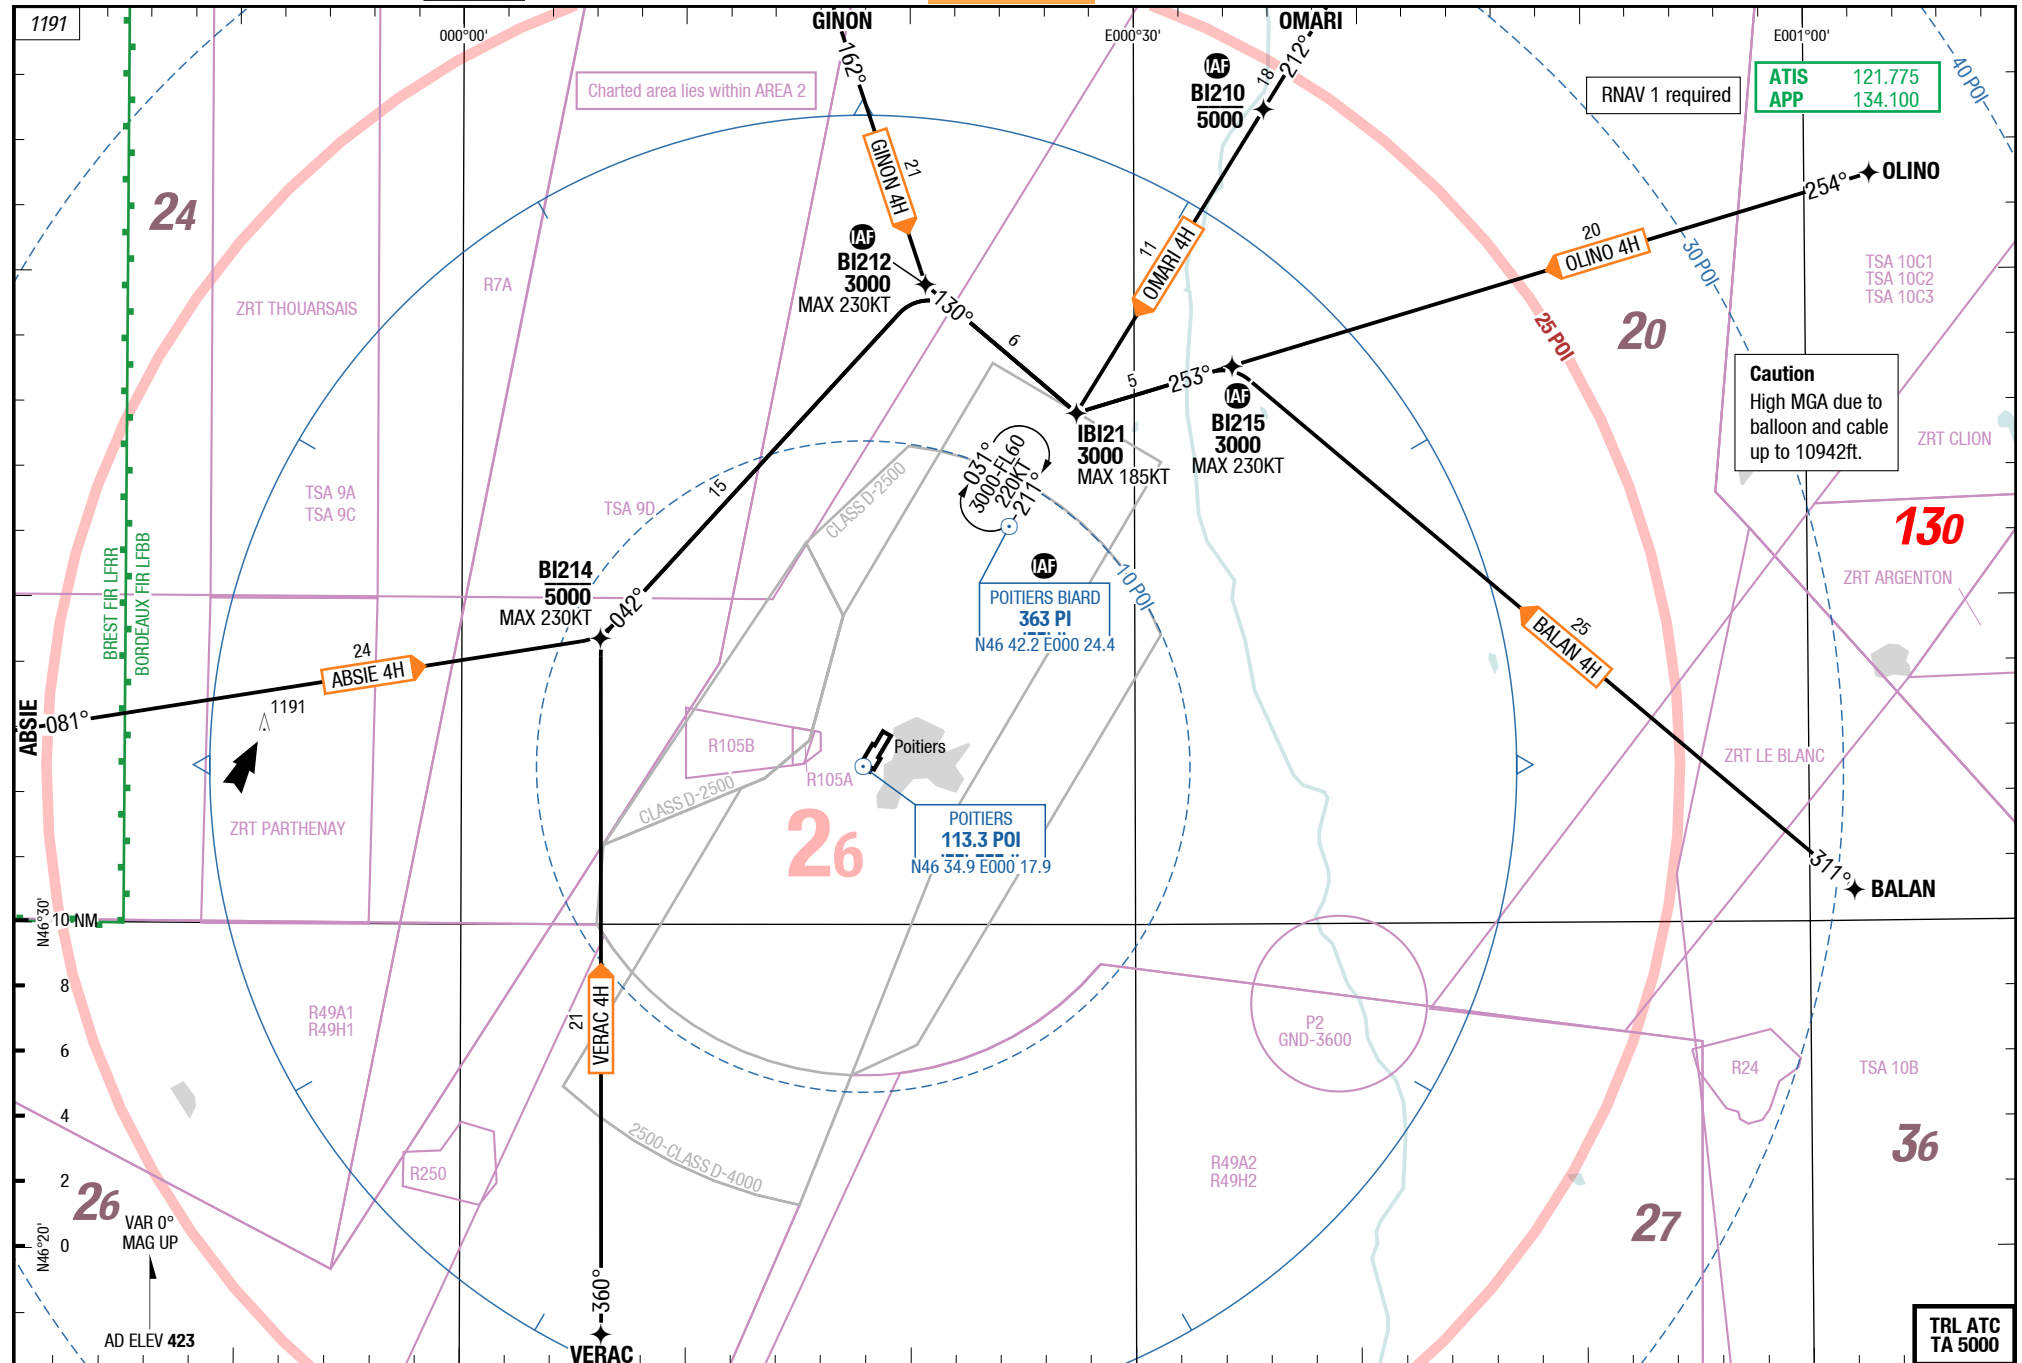 1191
000°00'
GINON
E000°30'
OMARI
E001°00'
162°
212°
18
IAF
BI210
5000
Charted area lies within AREA 2
RNAV 1 required
ATIS 121.775
APP 134.100
40 POI
24
GINON 4H
21
254°
OLINO
20
OLINO 4H
30 POI
11
OMARI 4H
IAF
BI212
3000
MAX 230KT
R7A
ZRT THOUARSAIS
TSA 10C1
TSA 10C2
TSA 10C3
130°
6
25 POI
20
5
253°
IAF
BI215
3000
MAX 230KT
Caution
High MGA due to
balloon and cable
up to 10942ft.
ZRT CLION
IBI21
3000
MAX 185KT
031°
3000-FL60
220KT
211°
CLASS D-2500
15
TSA 9A
TSA 9C
TSA 9D
130
BREST FIR LFRR
BORDEAUX FIR LFBB
BI214
5000
MAX 230KT
042°
IAF
POITIERS BIARD
363 PI
N46 42.2 E000 24.4
10 POI
ZRT ARGENTON
25
BALAN 4H
24
ABSIE 4H
ABSIE
081°
1191
R105B
R105A
Poitiers
ZRT LE BLANC
CLASS D-2500
ZRT PARTHENAY
26
POITIERS
113.3 POI
N46 34.9 E000 17.9
311°
BALAN
N46°30'
10 NM
8
6
4
2
0
R49A1
R49H1
21
VERAC 4H
P2
GND-3600
R24
TSA 10B
2500-CLASS D-4000
R250
R49A2
R49H2
36
26
27
VAR 0°
MAG UP
N46°20'
AD ELEV 423
360°
VERAC
TRL ATC
TA 5000